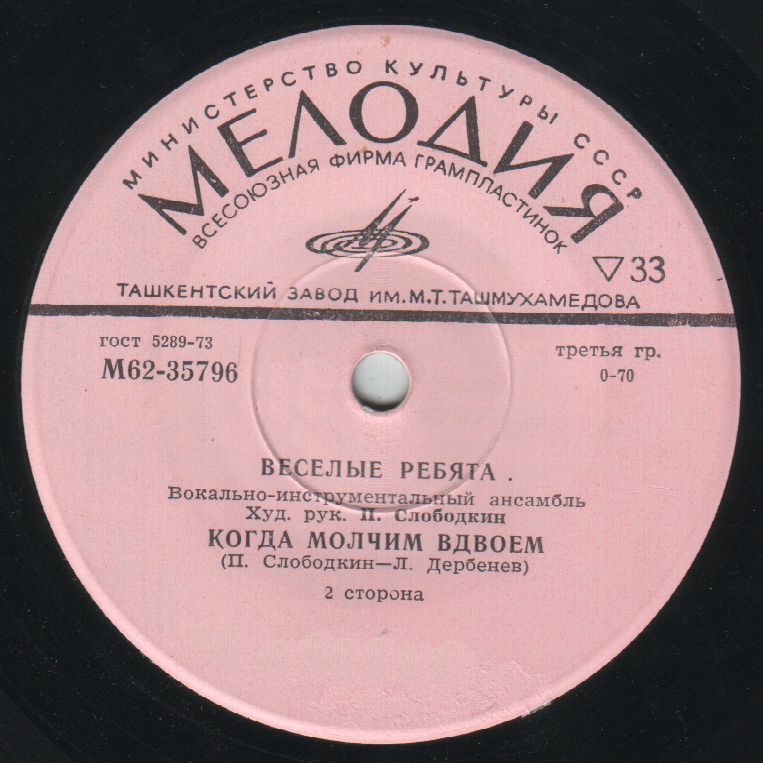 МИНИСТЕРСТВО КУЛЬТУРЫ СССР
МЕЛОДИЯ
ВСЕСОЮЗНАЯ ФИРМА ГРАМПЛАСТИНОК
▽33
ТАШКЕНТСКИЙ ЗАВОД ИМ. М.Т. ТАШМУХАМЕДОВА
гост 5289-73
третья гр.
М62-35796
0-70
ВЕСЕЛЫЕ РЕБЯТА .
Вокально-инструментальный ансамбль
Худ. рук. П. Слободкин
КОГДА МОЛЧИМ ВДВОЕМ
(П. Слободкин—Л. Дербенев)
2 сторона